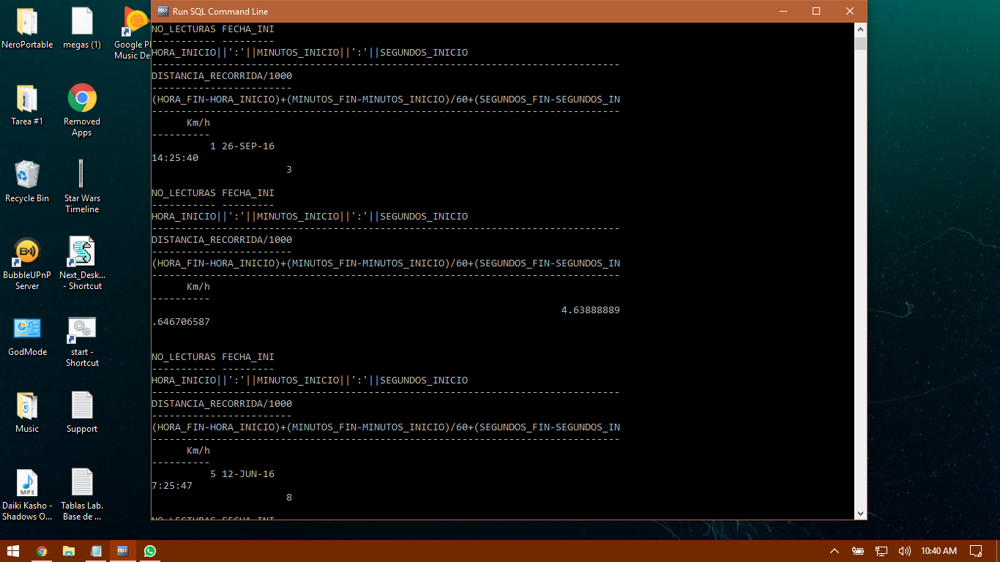 Run SQL Command Line
NO_LECTURAS FECHA_INI
----------- ---------
HORA_INICIO||':'||MINUTOS_INICIO||':'||SEGUNDOS_INICIO
--------------------------------------------------------------------------------
DISTANCIA_RECORRIDA/1000
------------------------
(HORA_FIN-HORA_INICIO)+(MINUTOS_FIN-MINUTOS_INICIO)/60+(SEGUNDOS_FIN-SEGUNDOS_IN
--------------------------------------------------------------------------------
Km/h
----------
1 26-SEP-16
14:25:40
3
NO_LECTURAS FECHA_INI
----------- ---------
HORA_INICIO||':'||MINUTOS_INICIO||':'||SEGUNDOS_INICIO
--------------------------------------------------------------------------------
DISTANCIA_RECORRIDA/1000
------------------------
(HORA_FIN-HORA_INICIO)+(MINUTOS_FIN-MINUTOS_INICIO)/60+(SEGUNDOS_FIN-SEGUNDOS_IN
--------------------------------------------------------------------------------
Km/h
----------
4.63888889
.646706587
NO_LECTURAS FECHA_INI
----------- ---------
HORA_INICIO||':'||MINUTOS_INICIO||':'||SEGUNDOS_INICIO
--------------------------------------------------------------------------------
DISTANCIA_RECORRIDA/1000
------------------------
(HORA_FIN-HORA_INICIO)+(MINUTOS_FIN-MINUTOS_INICIO)/60+(SEGUNDOS_FIN-SEGUNDOS_IN
--------------------------------------------------------------------------------
Km/h
----------
5 12-JUN-16
7:25:47
8
NO_LECTURAS FECHA_INI
NeroPortable
megas (1)
Google Pl
Music De
Tarea #1
Removed
Apps
Recycle Bin
Star Wars
Timeline
BubbleUPnP
Server
Next_Desk...
- Shortcut
GodMode
start -
Shortcut
Music
Support
MP3
Daiki Kasho -
Shadows O...
Tablas Lab.
Base de ...
10:40 AM